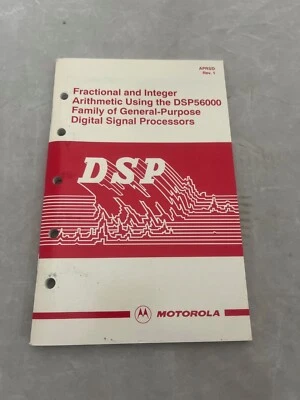 APR3/D
Rev. 1
Fractional and Integer
Arithmetic Using the DSP56000
Family of General-Purpose
Digital Signal Processors
DSP
MOTOROLA